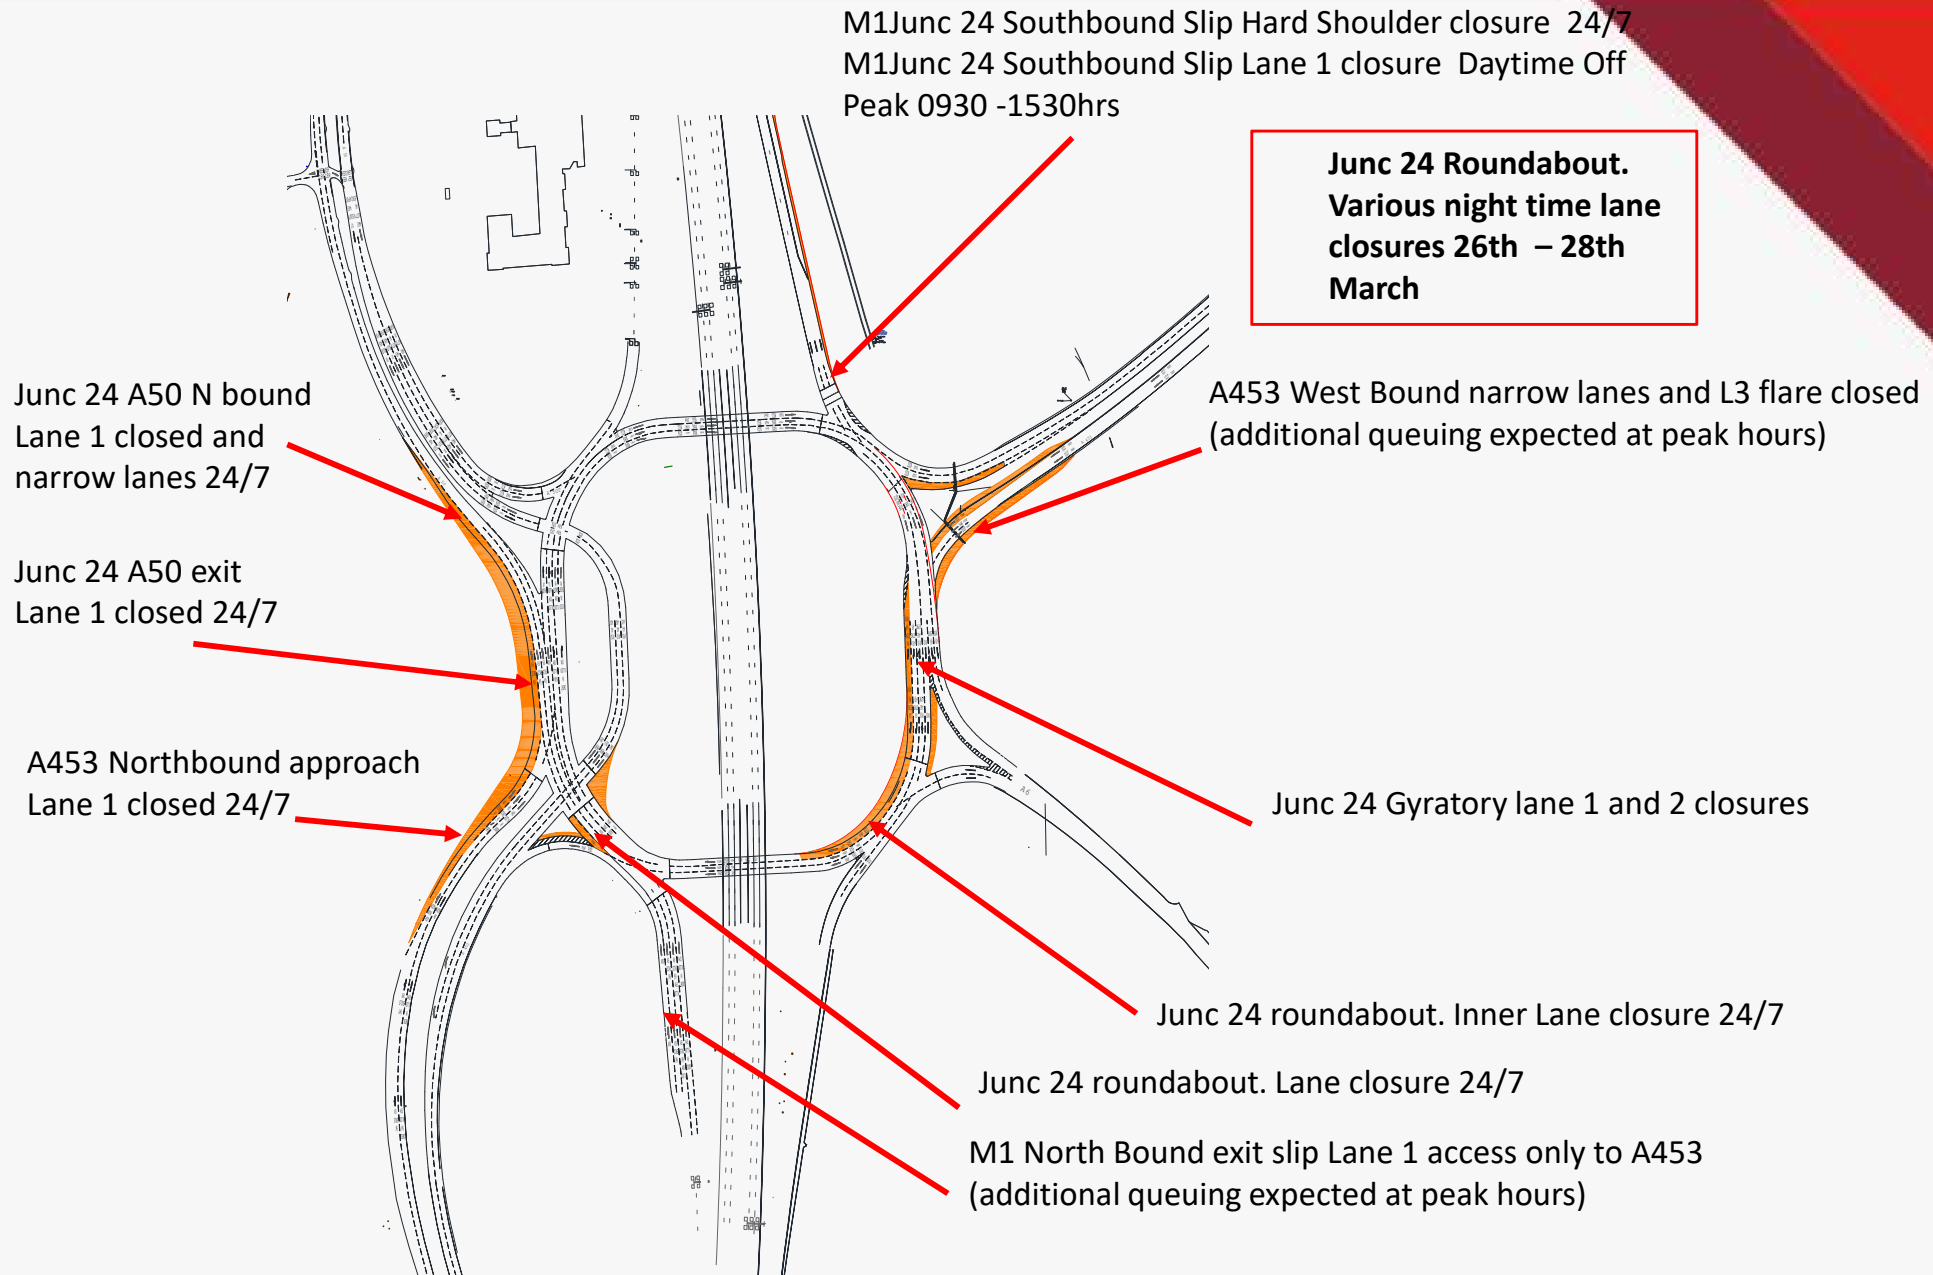 M1Junc 24 Southbound Slip Hard Shoulder closure  24/7
M1Junc 24 Southbound Slip Lane 1 closure  Daytime Off
Peak 0930 -1530hrs
Junc 24 Roundabout.
Various night time lane
closures 26th  – 28th
March
Junc 24 A50 N bound
Lane 1 closed and
narrow lanes 24/7
A453 West Bound narrow lanes and L3 flare closed
(additional queuing expected at peak hours)
Junc 24 A50 exit
Lane 1 closed 24/7
A453 Northbound approach
Lane 1 closed 24/7
A6
Junc 24 Gyratory lane 1 and 2 closures
Junc 24 roundabout. Inner Lane closure 24/7
Junc 24 roundabout. Lane closure 24/7
M1 North Bound exit slip Lane 1 access only to A453
(additional queuing expected at peak hours)